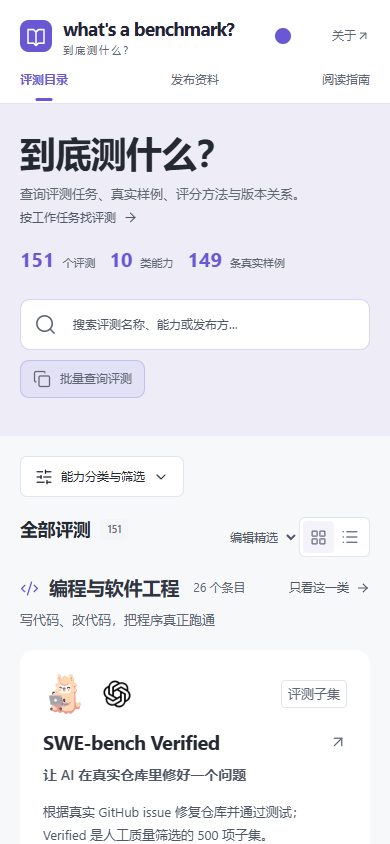 what's a benchmark?
到底测什么？
关于
评测目录
发布资料
阅读指南
到底测什么？
查询评测任务、真实样例、评分方法与版本关系。
按工作任务找评测
151 个评测 10 类能力 149 条真实样例
搜索评测名称、能力或发布方...
批量查询评测
能力分类与筛选
全部评测 151
编辑精选
编程与软件工程 26 个条目 只看这一类
写代码、改代码，把程序真正跑通
评测子集
SWE-bench Verified
让 AI 在真实仓库里修好一个问题
根据真实 GitHub issue 修复仓库并通过测试；
Verified 是人工质量筛选的 500 项子集。